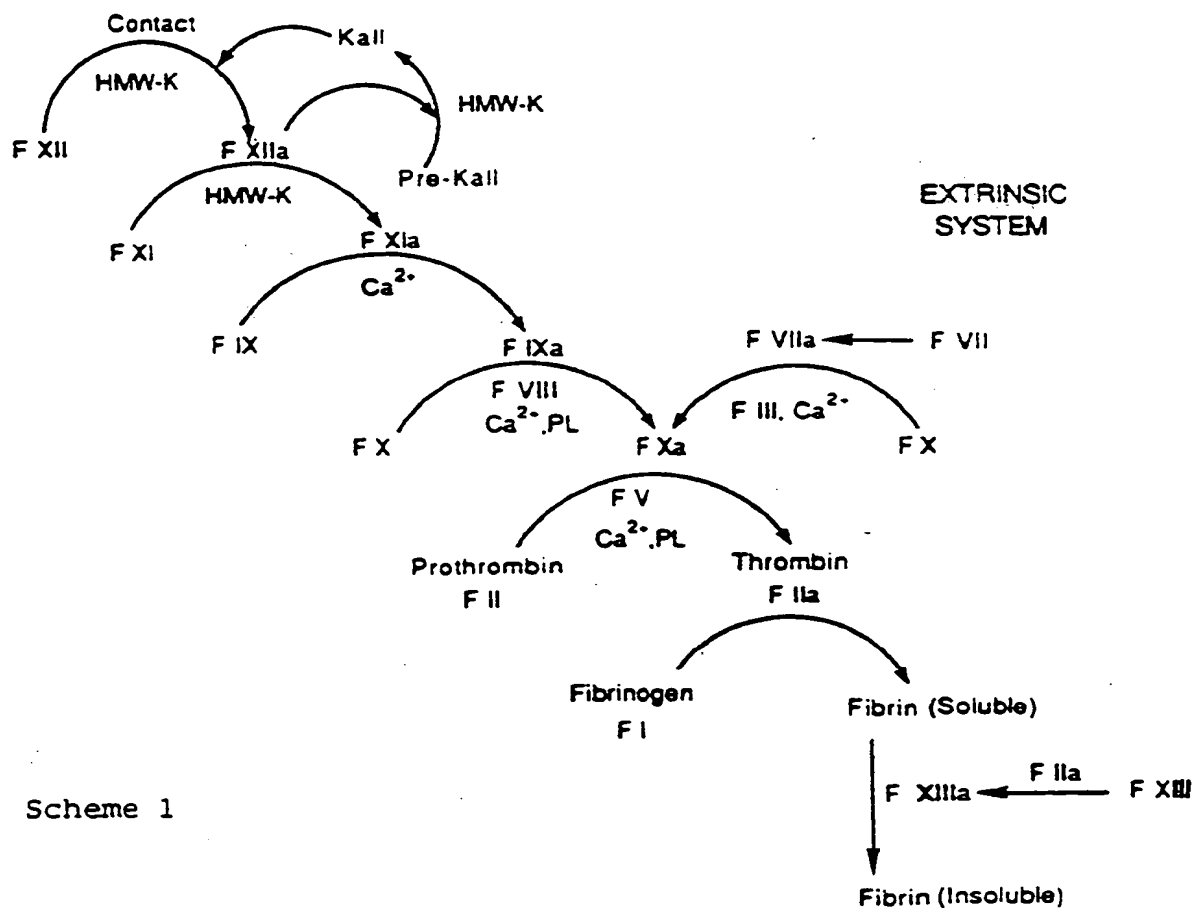 Contact
Kall
HMW-K
HMW-K
F XII
F XIIa
Pre-Kall
HMW-K
EXTRINSIC
SYSTEM
F XI
F XIa
Ca²⁺
F IX
F IXa
F VIIa
F VII
F VIII
Ca²⁺,PL
F III, Ca²⁺
F X
F Xa
F X
F V
Ca²⁺,PL
Prothrombin
F II
Thrombin
F IIa
Fibrinogen
F I
Fibrin (Soluble)
F XIIIa
F IIa
F XIII
Scheme 1
Fibrin (Insoluble)